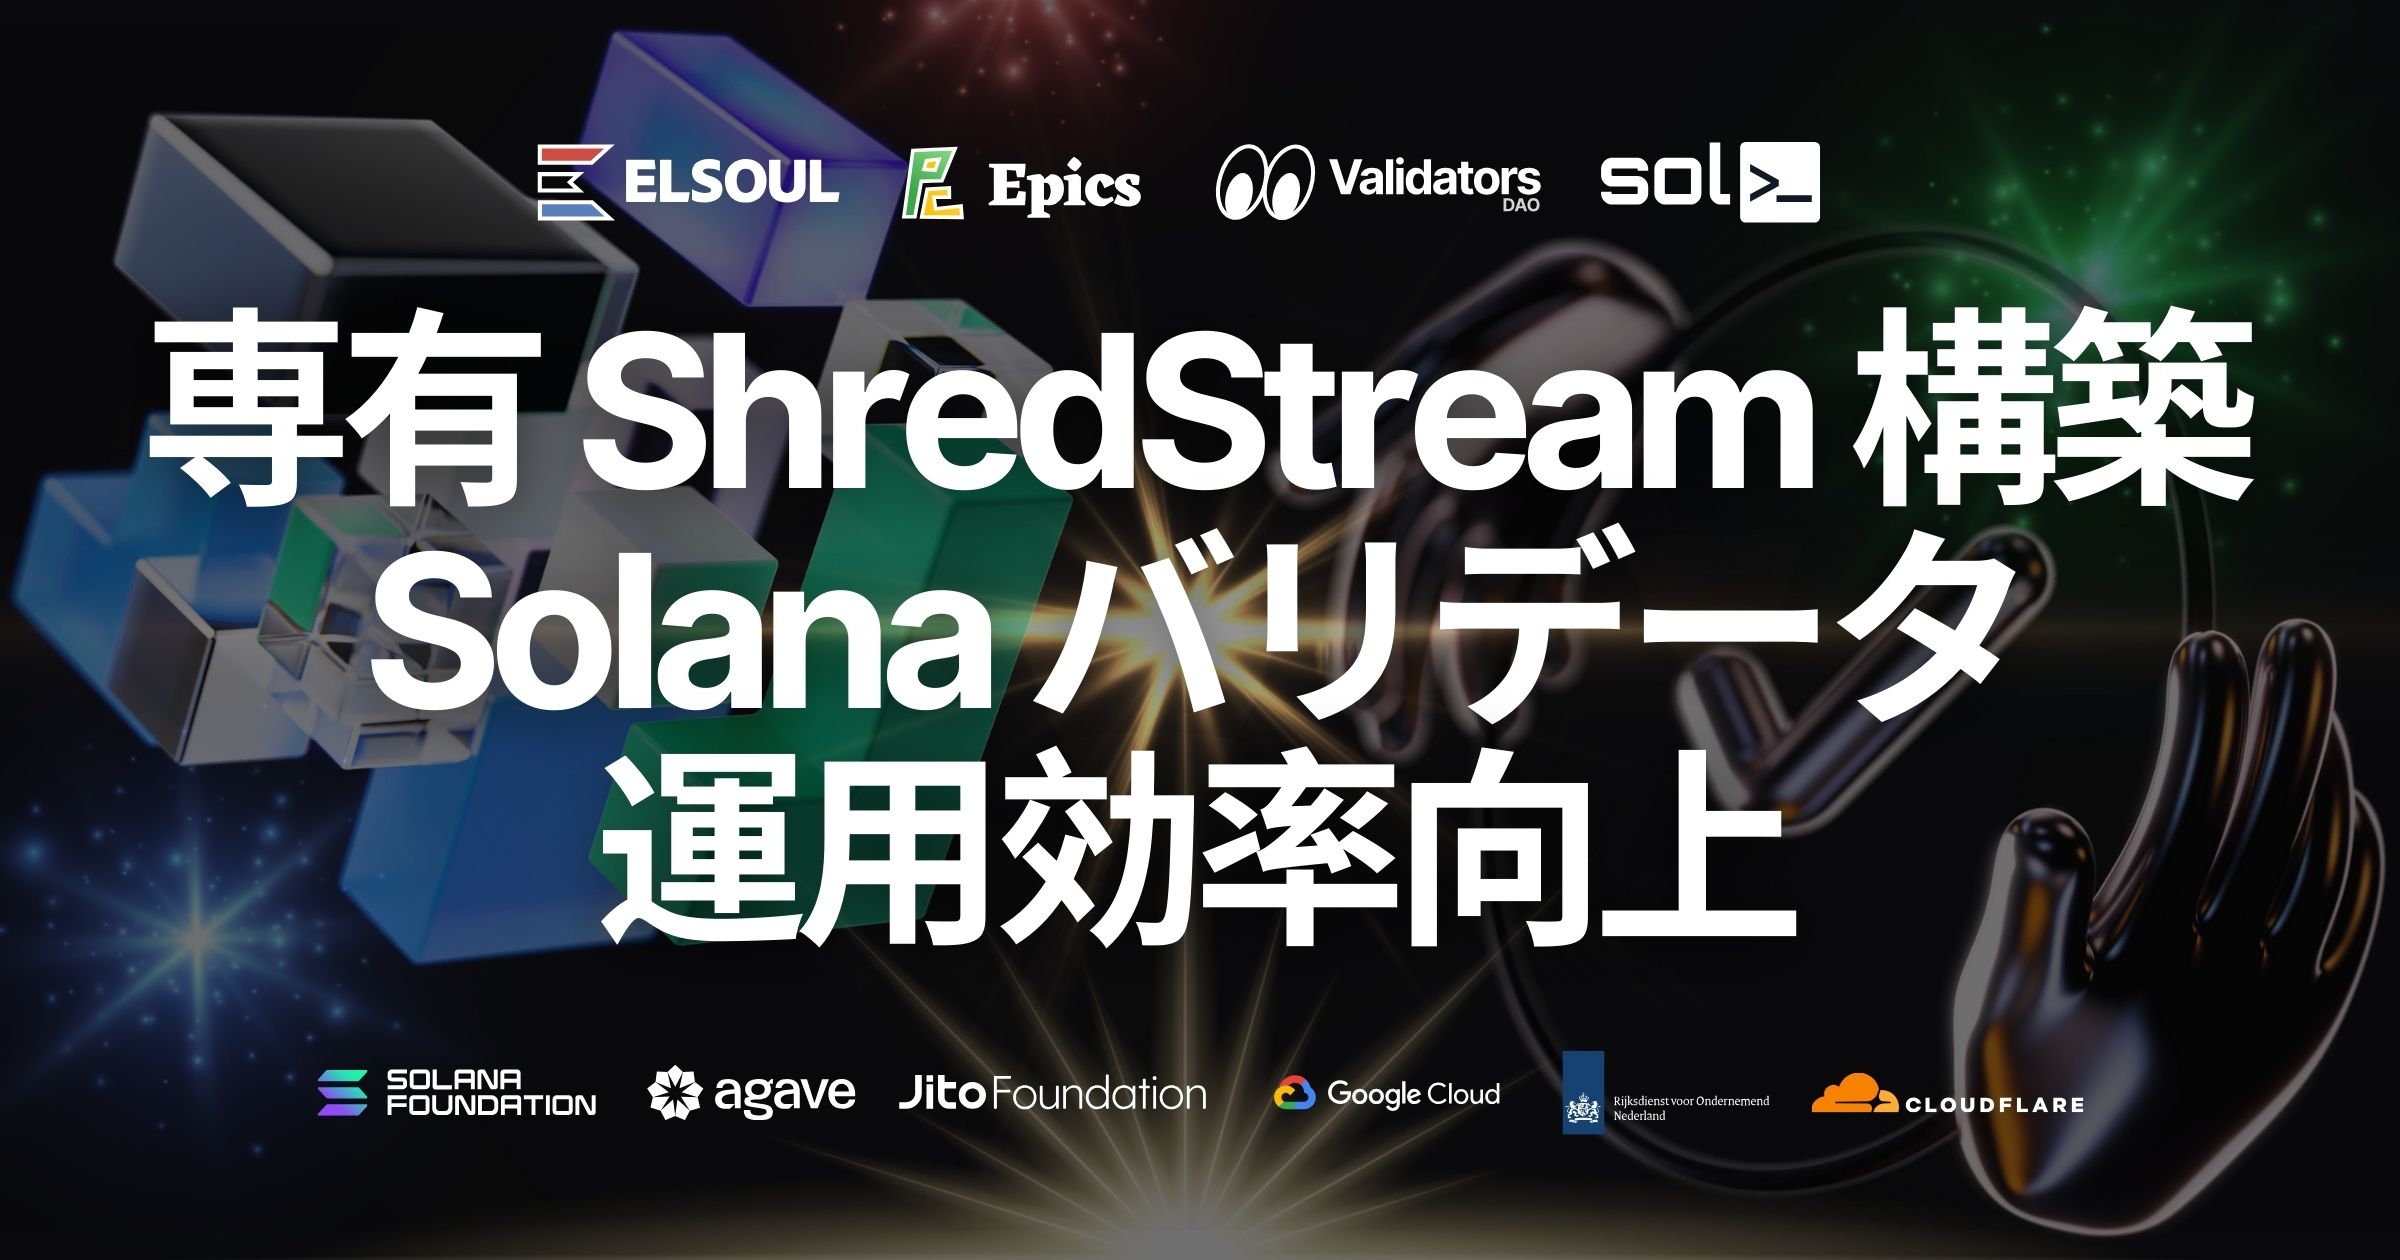 ELSOUL
Epics
Validators
DAO
sol>_
専有 ShredStream 構築
Solana バリデータ
運用効率向上
SOLANA
FOUNDATION
agave
Jito Foundation
Google Cloud
Rijksdienst voor Ondernemend
Nederland
CLOUDFLARE